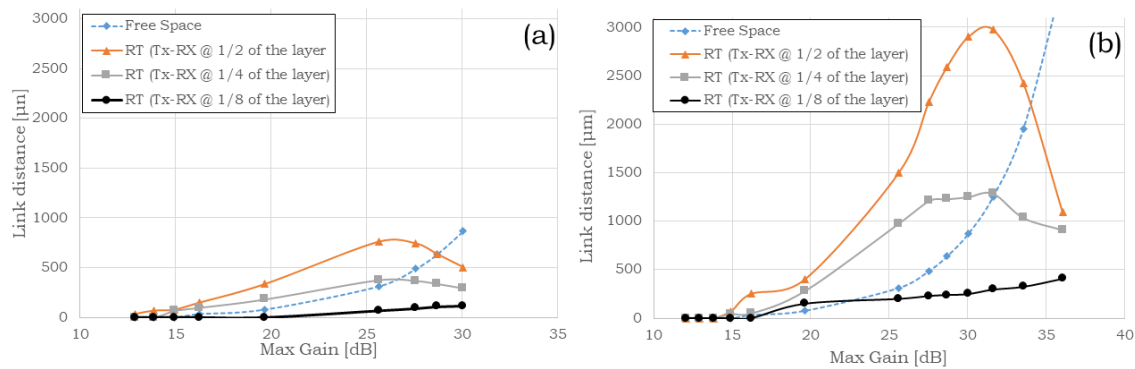 3000
2500
2000
1500
1000
500
0
Link distance [µn]
Free Space
RT (Tx-RX @ 1/2 of the layer
RT (Tx-RX @ 1/4 of the layer)
RT (Tx-RX @ 1/8 of the layer)
(a)
10 15 20 25 30 35
Max Gain [dB]
3000
2500
2000
1500
1000
500
0
Link distance [µm]
Free Space
RT (Tx-RX @ 1/2 of the layer)
RT (Tx-RX @ 1/4 of the layer)
RT (Tx-RX @ 1/8 of the layer)
(b)
10 15 20 25 30 35 40
Max Gain [dB]